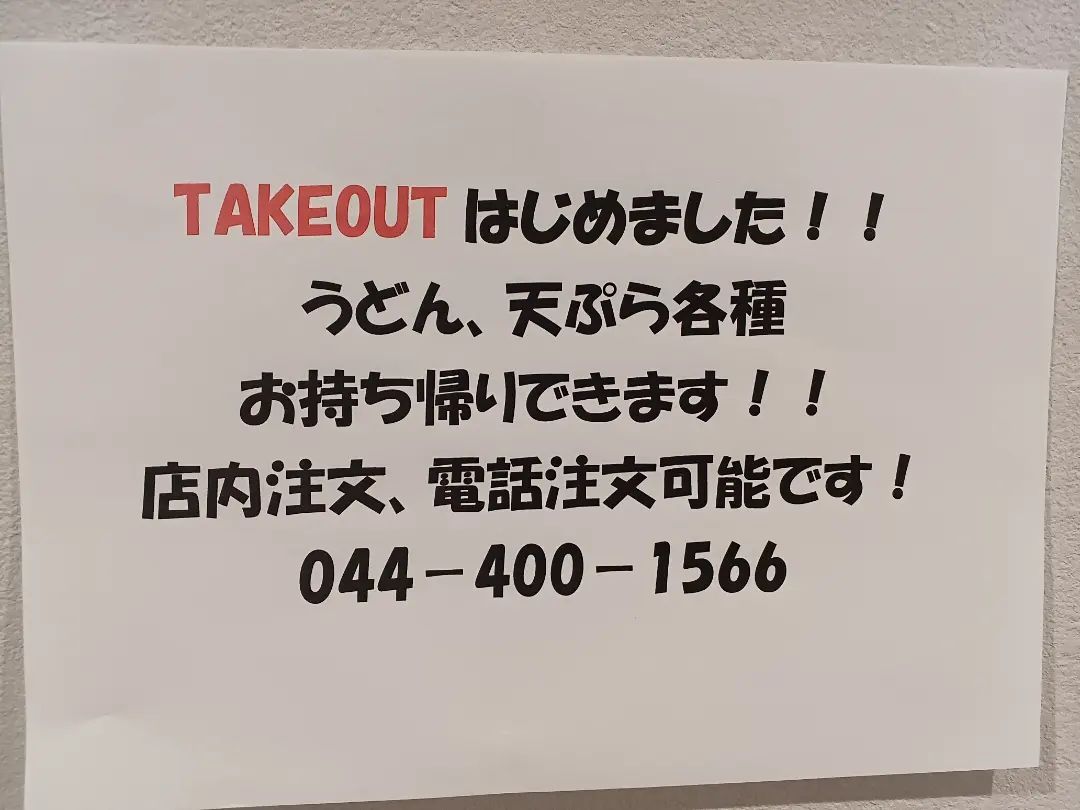 TAKEOUT はじめました！！
うどん、天ぷら各種
お持ち帰りできます！！
店内注文、電話注文可能です！
044－400－1566